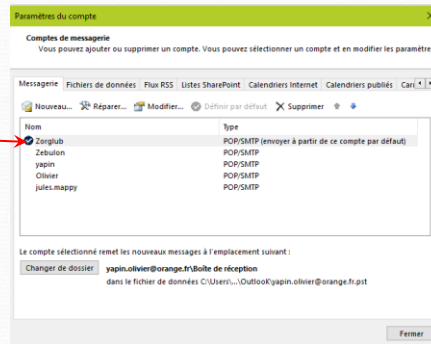 Paramètres du compte
Comptes de messagerie
Vous pouvez ajouter ou supprimer un compte. Vous pouvez sélectionner un compte et en modifier les paramètre
Messagerie Fichiers de données Flux RSS Listes SharePoint Calendriers Internet Calendriers publiés
Nouveau... Réparer... Modifier... Définir par défaut Supprimer
Nom Type
Zorglub POP/SMTP (envoyer à partir de ce compte par défaut)
Zebulon POP/SMTP
yapin POP/SMTP
Olivier POP/SMTP
jules.mappy POP/SMTP
Le compte sélectionné remet les nouveaux messages à l'emplacement suivant :
Changer de dossier yapin.olivier@orange.fr\Boîte de réception
dans le fichier de données C:\Users\...\Outlook\yapin.olivier@orange.fr.pst
Fermer